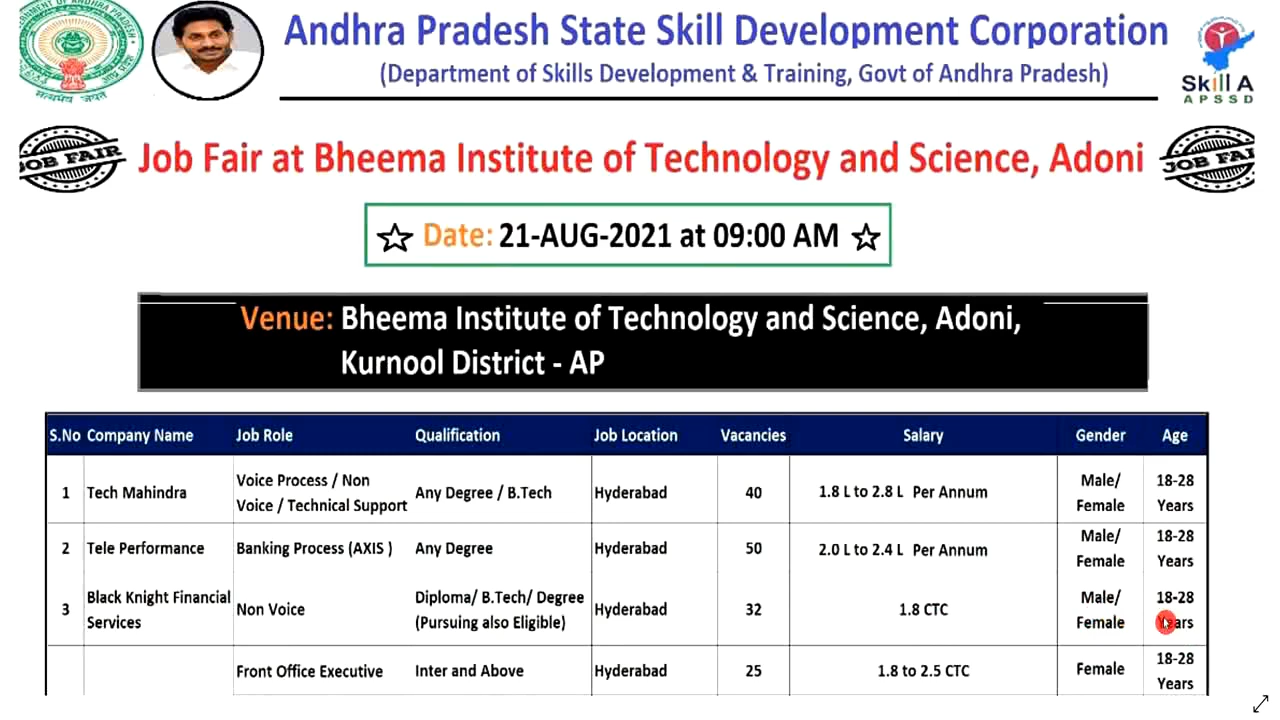 Andhra Pradesh State Skill Development Corporation
(Department of Skills Development & Training, Govt of Andhra Pradesh)
सत्यमेव जयते
Skill A
APSSD
JOB FAIR
Job Fair at Bheema Institute of Technology and Science, Adoni
JOB FAI
Date: 21-AUG-2021 at 09:00 AM
Venue: Bheema Institute of Technology and Science, Adoni,
Kurnool District - AP
S.No Company Name Job Role Qualification Job Location Vacancies Salary Gender Age
1 Tech Mahindra Voice Process / Non Voice / Technical Support Any Degree / B.Tech Hyderabad 40 1.8 L to 2.8 L Per Annum Male/ Female 18-28 Years
2 Tele Performance Banking Process (AXIS ) Any Degree Hyderabad 50 2.0 L to 2.4 L Per Annum Male/ Female 18-28 Years
3 Black Knight Financial Services Non Voice Diploma/ B.Tech/ Degree (Pursuing also Eligible) Hyderabad 32 1.8 CTC Male/ Female 18-28 Years
Front Office Executive Inter and Above Hyderabad 25 1.8 to 2.5 CTC Female 18-28 Years